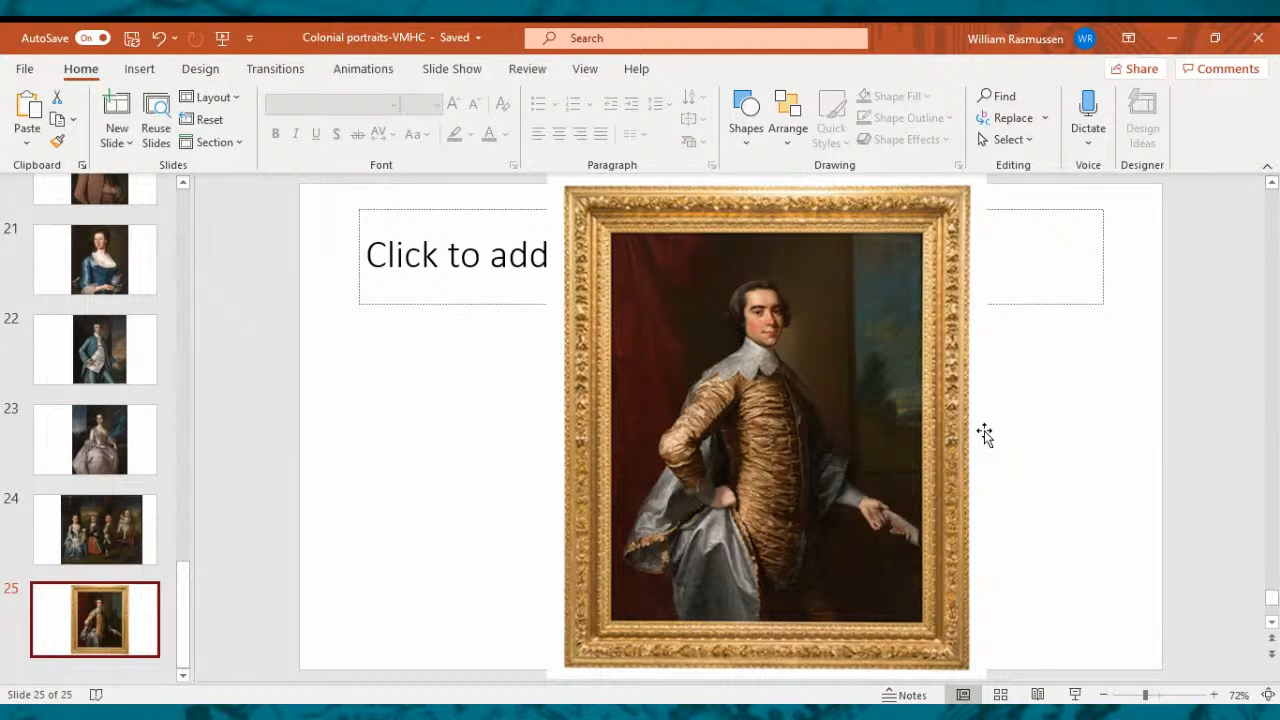 AutoSave On Colonial portraits-VMHC - Saved Search William Rasmussen WR
File Home Insert Design Transitions Animations Slide Show Review View Help Share Comments
Paste New Slide Reuse Slides Layout Reset Section
B I U S ab AV Aa A A A
Shapes Arrange Quick Styles Shape Fill Shape Outline Shape Effects Find Replace Select Dictate Design Ideas
Clipboard Slides Font Paragraph Drawing Editing Voice Designer
21
22
23
24
25
Click to add
Slide 25 of 25 Notes 72%